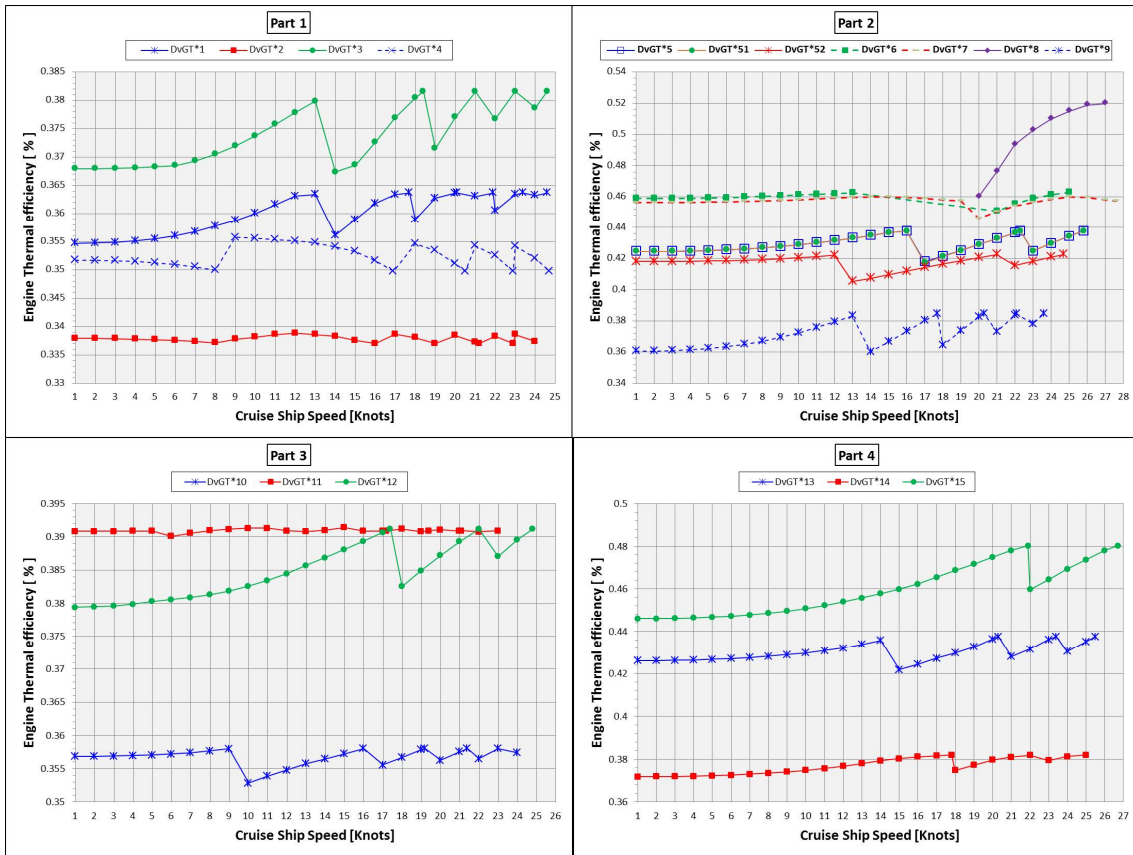 Part 1
DvGT*1 DvGT*2 DvGT*3 DvGT*4
Engine Thermal efficiency [ % ]
0.385
0.38
0.375
0.37
0.365
0.36
0.355
0.35
0.345
0.34
0.335
0.33
1 2 3 4 5 6 7 8 9 10 11 12 13 14 15 16 17 18 19 20 21 22 23 24 25
Cruise Ship Speed [Knots]
Part 2
DvGT*5 DvGT*51 DvGT*52 DvGT*6 DvGT*7 DvGT*8 DvGT*9
Engine Thermal efficiency [ % ]
0.54
0.52
0.5
0.48
0.46
0.44
0.42
0.4
0.38
0.36
0.34
1 2 3 4 5 6 7 8 9 10 11 12 13 14 15 16 17 18 19 20 21 22 23 24 25 26 27 28
Cruise Ship Speed [Knots]
Part 3
DvGT*10 DvGT*11 DvGT*12
Engine Thermal efficiency [ % ]
0.395
0.39
0.385
0.38
0.375
0.37
0.365
0.36
0.355
0.35
1 2 3 4 5 6 7 8 9 10 11 12 13 14 15 16 17 18 19 20 21 22 23 24 25 26
Cruise Ship Speed [Knots]
Part 4
DvGT*13 DvGT*14 DvGT*15
Engine Thermal efficiency [ % ]
0.5
0.48
0.46
0.44
0.42
0.4
0.38
0.36
1 2 3 4 5 6 7 8 9 10 11 12 13 14 15 16 17 18 19 20 21 22 23 24 25 26 27
Cruise Ship Speed [Knots]